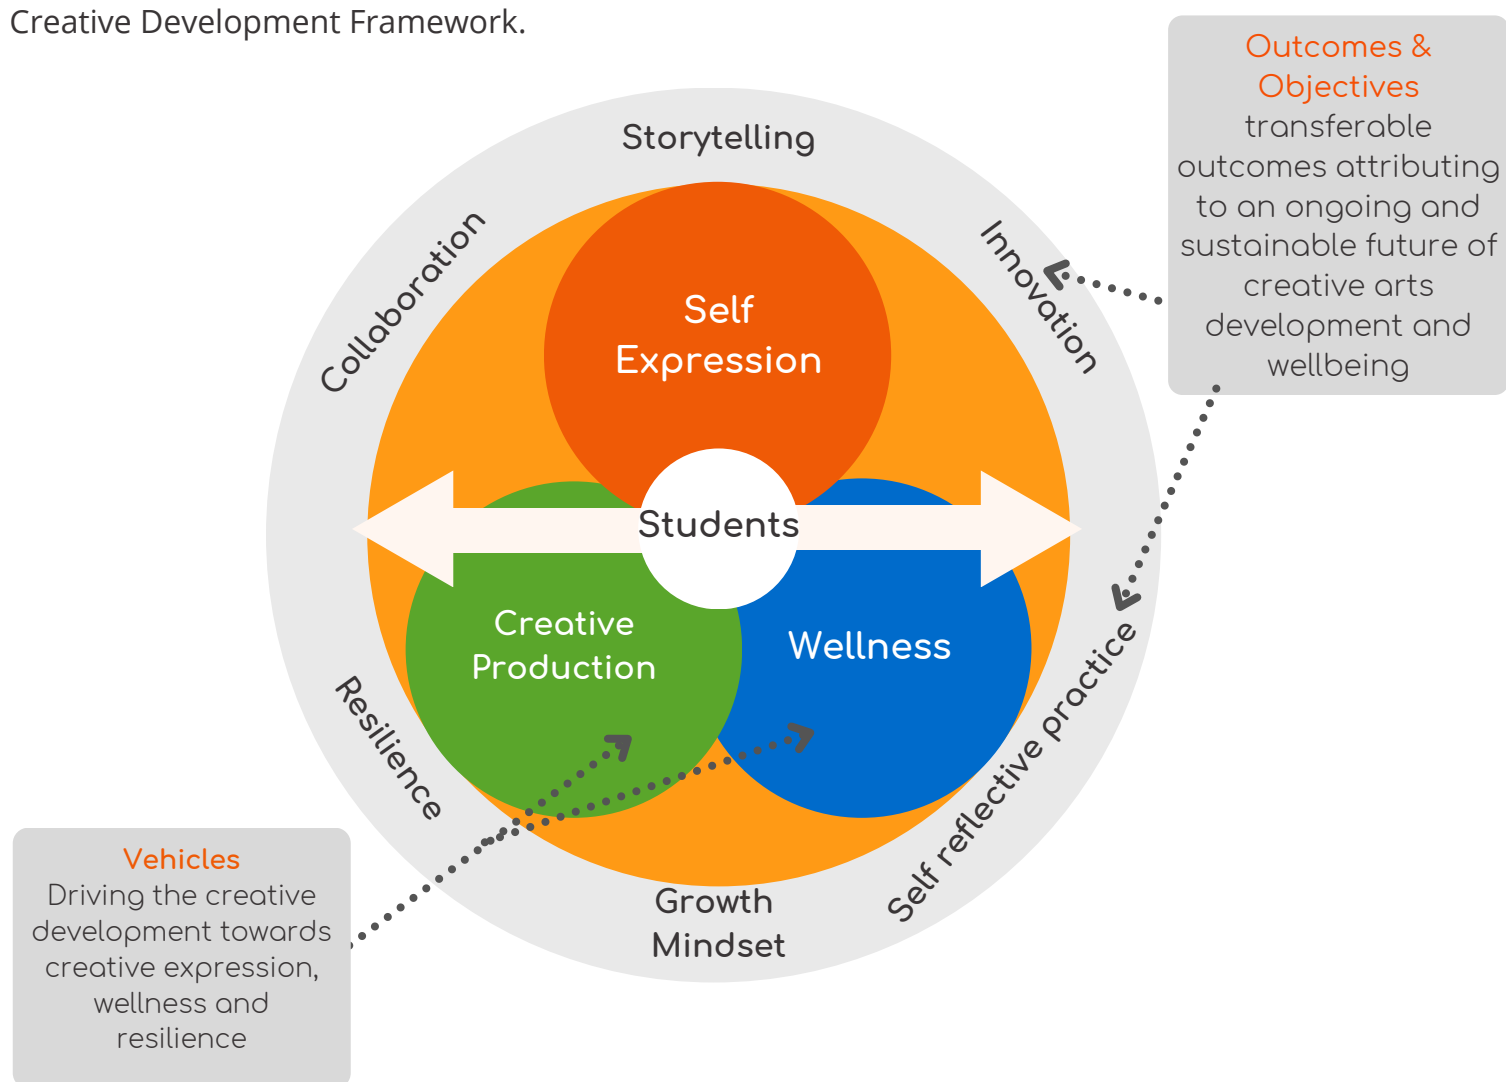 Creative Development Framework.
Outcomes &
Objectives
transferable
outcomes attributing
to an ongoing and
sustainable future of
creative arts
development and
wellbeing
Storytelling
Collaboration
Innovation
Self
Expression
Students
Creative
Production
Wellness
Resilience
Self reflective practice
Growth
Mindset
Vehicles
Driving the creative
development towards
creative expression,
wellness and
resilience